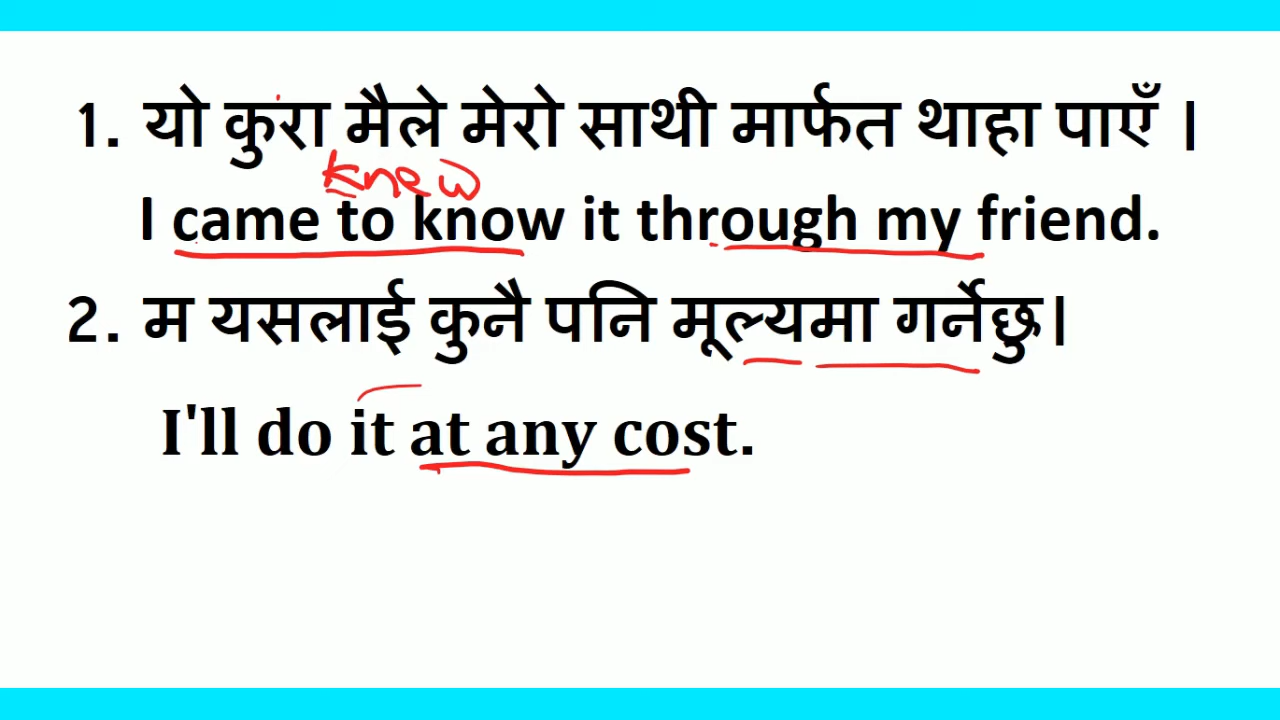 1. यो कुरा मैले मेरो साथी मार्फत थाहा पाएँ ।
knew
I came to know it through my friend.
2. म यसलाई कुनै पनि मूल्यमा गर्नेछु।
I'll do it at any cost.